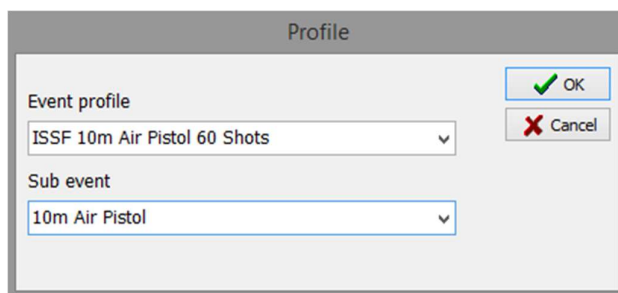 Profile
OK
Event profile
Cancel
ISSF 10m Air Pistol 60 Shots
Sub event
10m Air Pistol